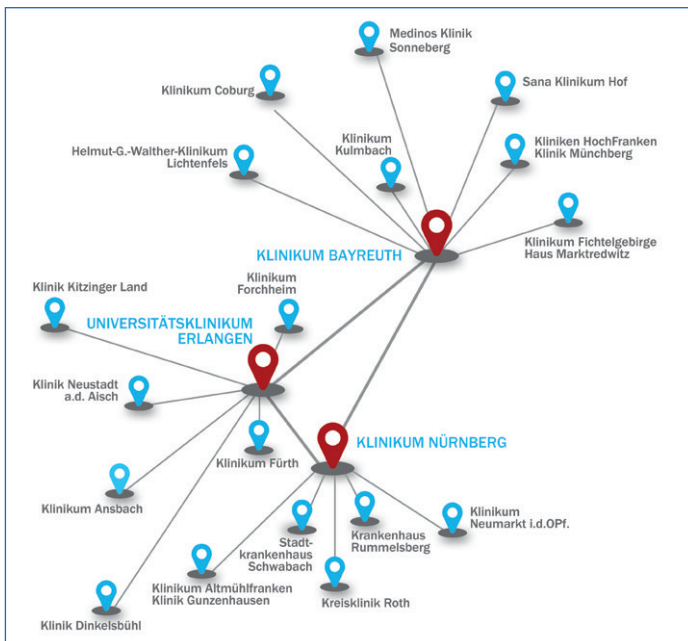 Medinos Klinik
Sonneberg
Klinikum Coburg
Sana Klinikum Hof
Helmut-G.-Walther-Klinikum
Lichtenfels
Klinikum
Kulmbach
Kliniken HochFranken
Klinik Münchberg
Klinikum Fichtelgebirge
Haus Marktredwitz
KLINIKUM BAYREUTH
Klinik Kitzinger Land
Klinikum
Forchheim
UNIVERSITÄTSKLINIKUM
ERLANGEN
Klinik Neustadt
a.d. Aisch
Klinikum Fürth
KLINIKUM NÜRNBERG
Klinikum Ansbach
Stadt-
krankenhaus
Schwabach
Krankenhaus
Rummelsberg
Klinikum
Neumarkt i.d.OPf.
Klinikum Altmühlfranken
Klinik Gunzenhausen
Kreisklinik Roth
Klinik Dinkelsbühl